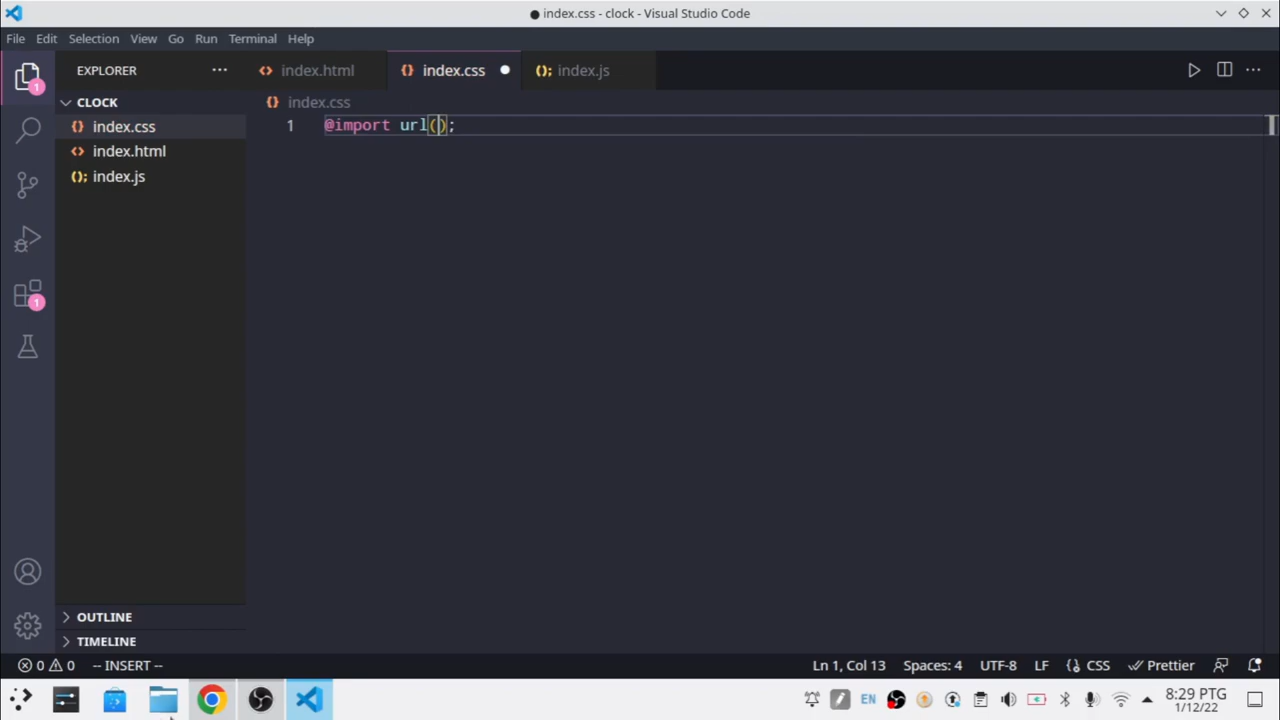 index.css - clock - Visual Studio Code
File Edit Selection View Go Run Terminal Help
EXPLORER
index.html
index.css
index.js
CLOCK
index.css
index.html
index.js
index.css
1 @import url();
1
1
OUTLINE
TIMELINE
0 0 -- INSERT --
Ln 1, Col 13 Spaces: 4 UTF-8 LF CSS Prettier
EN
8:29 PTG
1/12/22